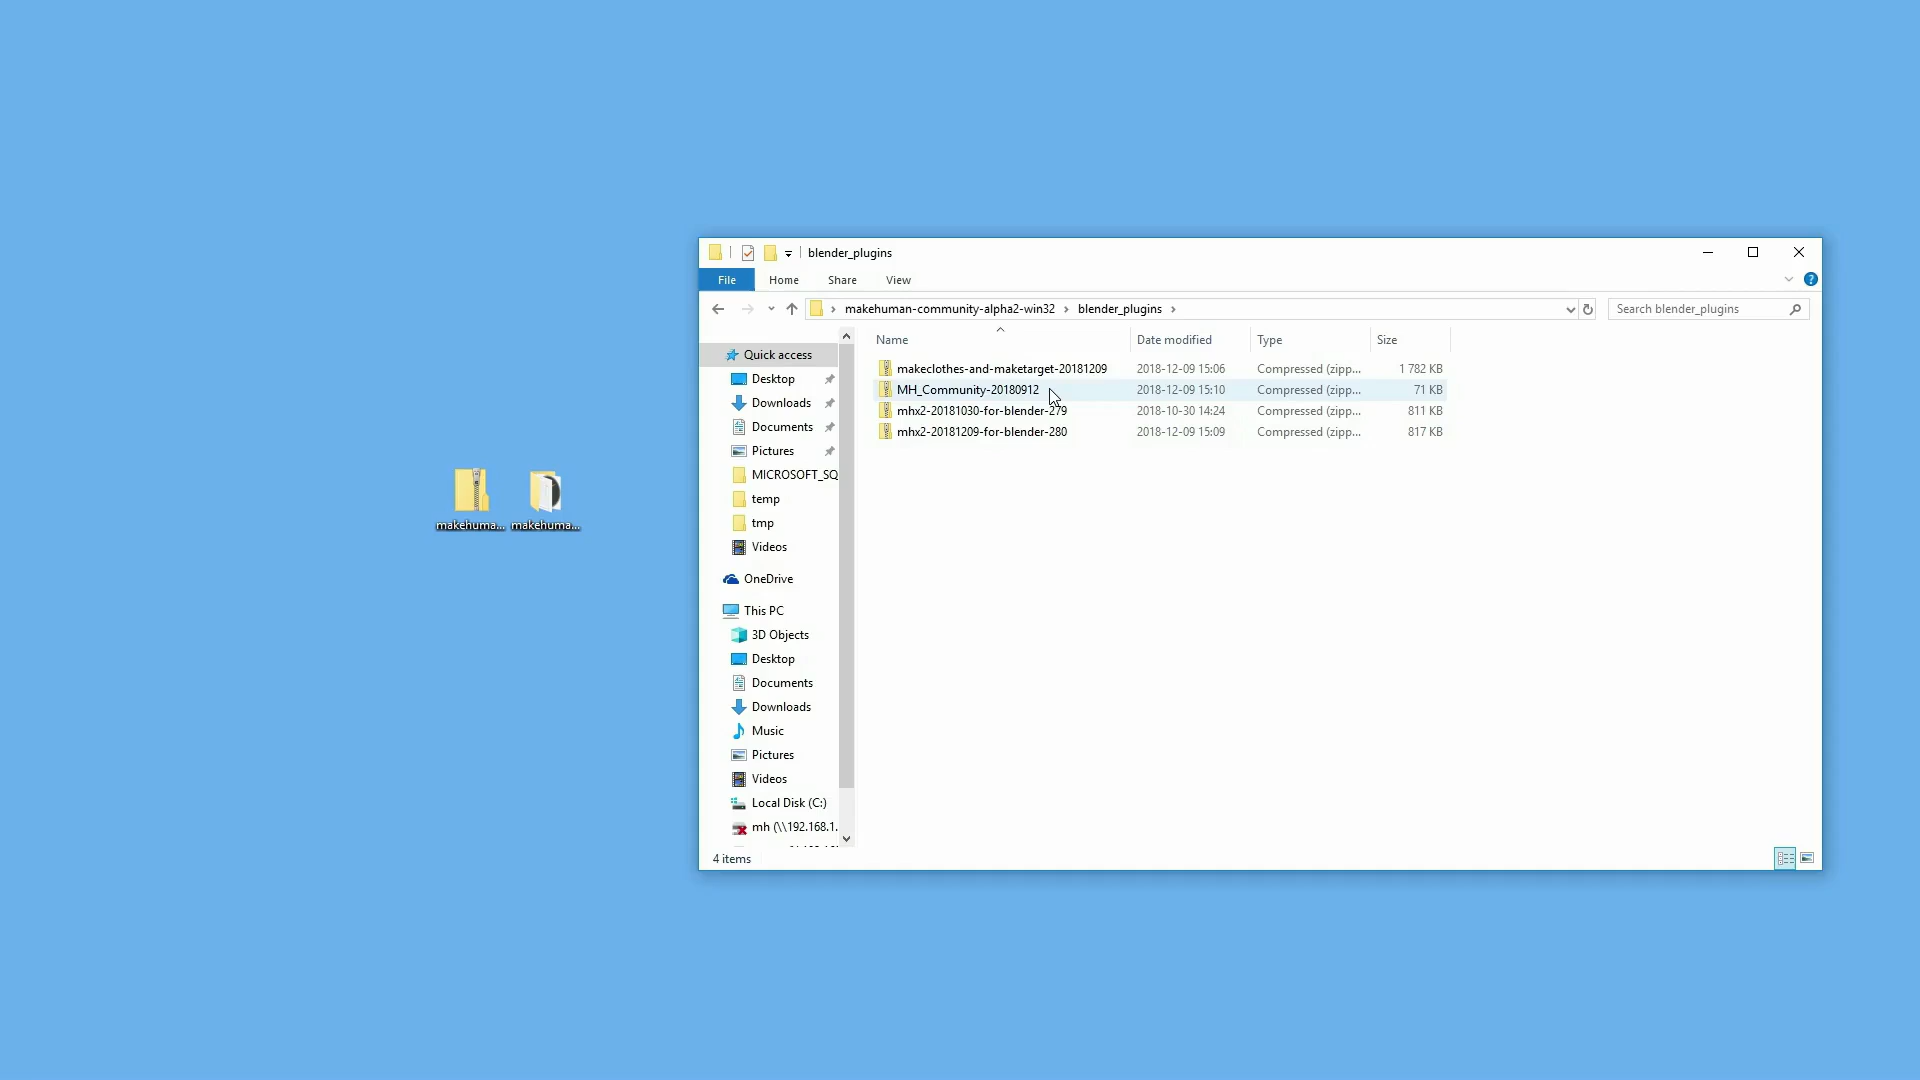 blender_plugins
File Home Share View
makehuman-community-alpha2-win32 blender_plugins
Search blender_plugins
Name Date modified Type Size
makeclothes-and-maketarget-20181209 2018-12-09 15:06 Compressed (zipp... 1 782 KB
MH_Community-20180912 2018-12-09 15:10 Compressed (zipp... 71 KB
mhx2-20181030-for-blender-279 2018-10-30 14:24 Compressed (zipp... 811 KB
mhx2-20181209-for-blender-280 2018-12-09 15:09 Compressed (zipp... 817 KB
Quick access
Desktop
Downloads
Documents
Pictures
MICROSOFT_SQ
temp
tmp
Videos
OneDrive
This PC
3D Objects
Desktop
Documents
Downloads
Music
Pictures
Videos
Local Disk (C:)
mh (\\192.168.1.
4 items
makehuma... makehuma...